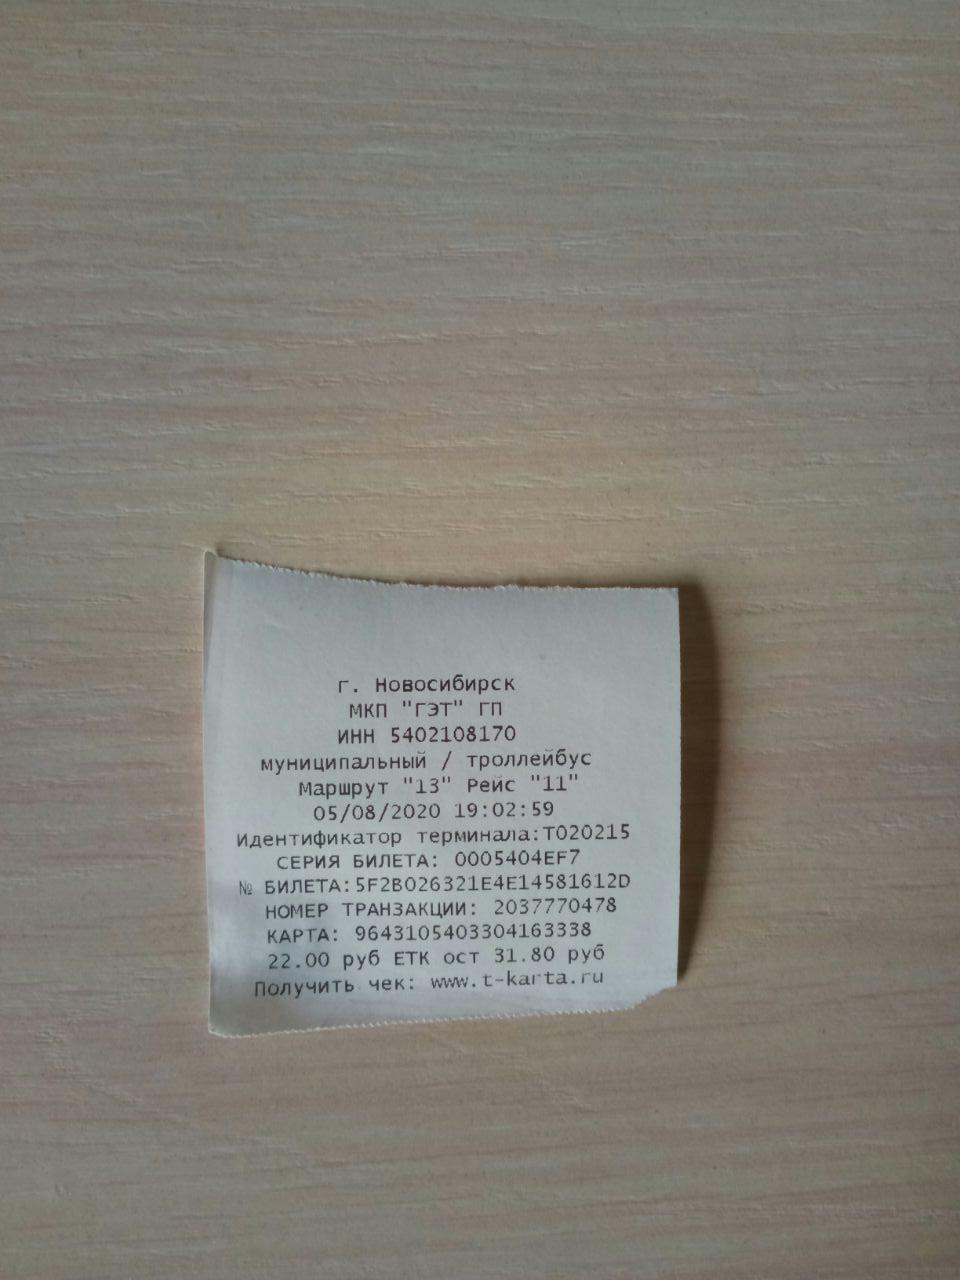 г. Новосибирск
МКП "ГЭТ" ГП
ИНН 5402108170
муниципальный / троллейбус
Маршрут "13" Рейс "11"
05/08/2020 19:02:59
Идентификатор терминала:T020215
СЕРИЯ БИЛЕТА: 0005404EF7
№ БИЛЕТА:5F2B026321E4E14581612D
НОМЕР ТРАНЗАКЦИИ: 2037770478
КАРТА: 9643105403304163338
22.00 руб ЕТК ост 31.80 руб
Получить чек: www.t-karta.ru